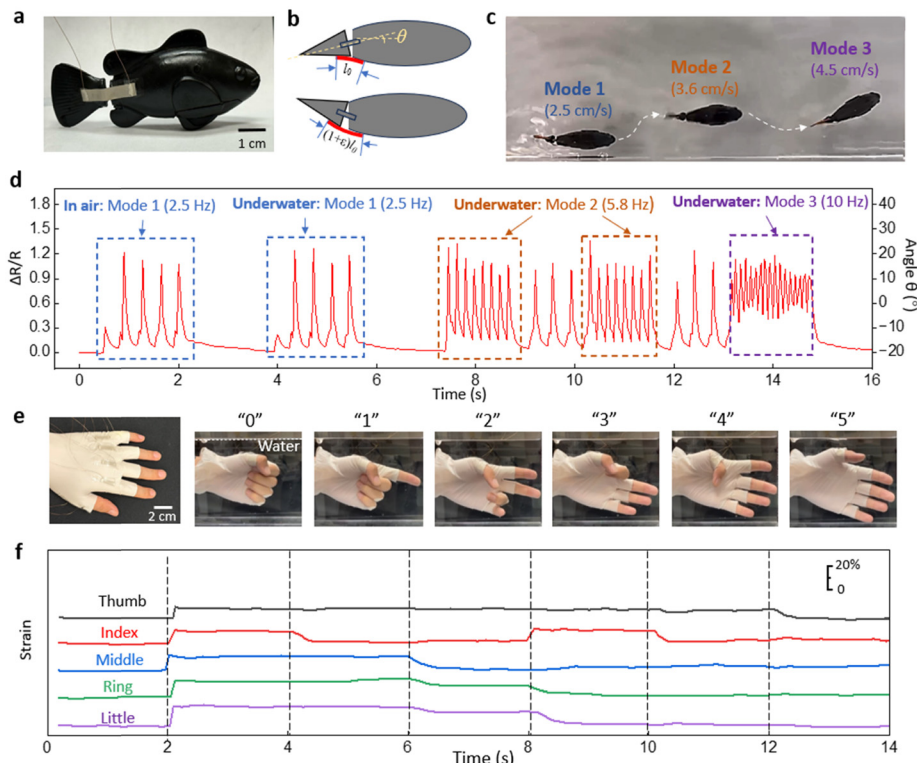 a
1 cm
b
θ
l0
(1+ε)l0
c
Mode 1
(2.5 cm/s)
Mode 2
(3.6 cm/s)
Mode 3
(4.5 cm/s)
d
In air: Mode 1 (2.5 Hz)
Underwater: Mode 1 (2.5 Hz)
Underwater: Mode 2 (5.8 Hz)
Underwater: Mode 3 (10 Hz)
ΔR/R
1.8
1.5
1.2
0.9
0.6
0.3
0.0
40
30
20
10
0
−10
−20
Angle θ (°)
0 2 4 6 8 10 12 14 16
Time (s)
e
2 cm
"0"
Water
"1"
"2"
"3"
"4"
"5"
f
20%
0
Strain
Thumb
Index
Middle
Ring
Little
0 2 4 6 8 10 12 14
Time (s)